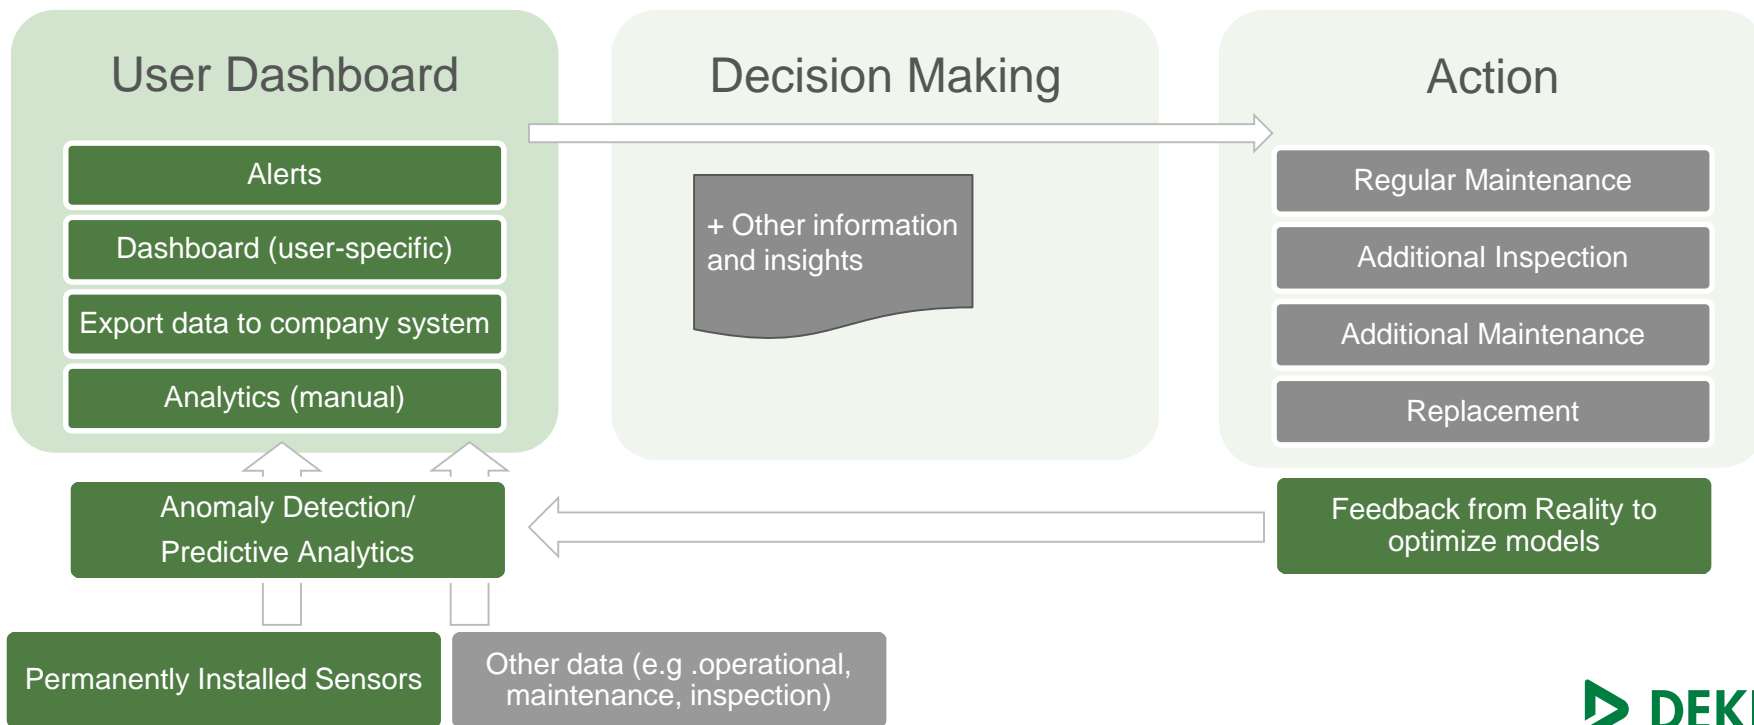 User Dashboard
Alerts
Dashboard (user-specific)
Export data to company system
Analytics (manual)
Decision Making
+ Other information
and insights
Action
Regular Maintenance
Additional Inspection
Additional Maintenance
Replacement
Anomaly Detection/
Predictive Analytics
Feedback from Reality to
optimize models
Permanently Installed Sensors
Other data (e.g .operational,
maintenance, inspection)